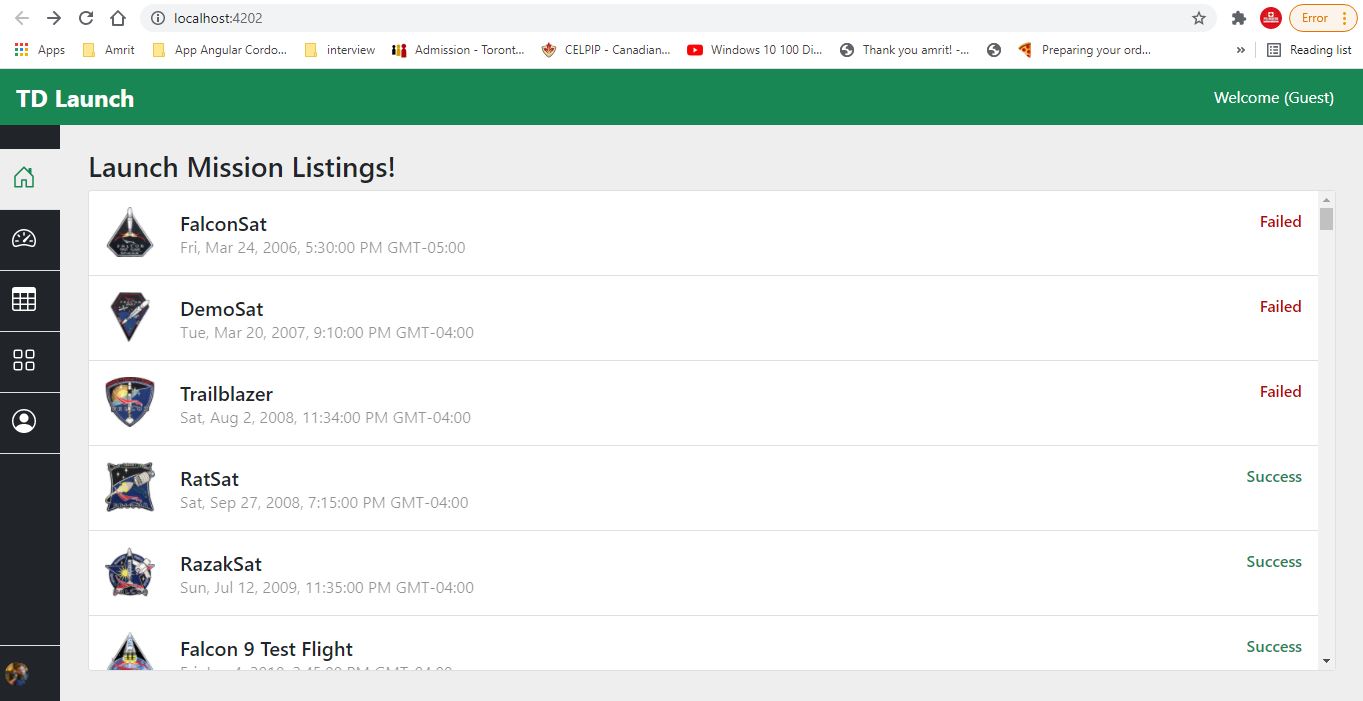 localhost:4202
Error
Apps
Amrit
App Angular Cordo...
interview
Admission - Toront...
CELPIP - Canadian...
Windows 10 100 Di...
Thank you amrit! -...
Preparing your ord...
»
Reading list
TD Launch
Welcome (Guest)
Launch Mission Listings!
FalconSat
Failed
Fri, Mar 24, 2006, 5:30:00 PM GMT-05:00
DemoSat
Failed
Tue, Mar 20, 2007, 9:10:00 PM GMT-04:00
Trailblazer
Failed
Sat, Aug 2, 2008, 11:34:00 PM GMT-04:00
RatSat
Success
Sat, Sep 27, 2008, 7:15:00 PM GMT-04:00
RazakSat
Success
Sun, Jul 12, 2009, 11:35:00 PM GMT-04:00
Falcon 9 Test Flight
Success